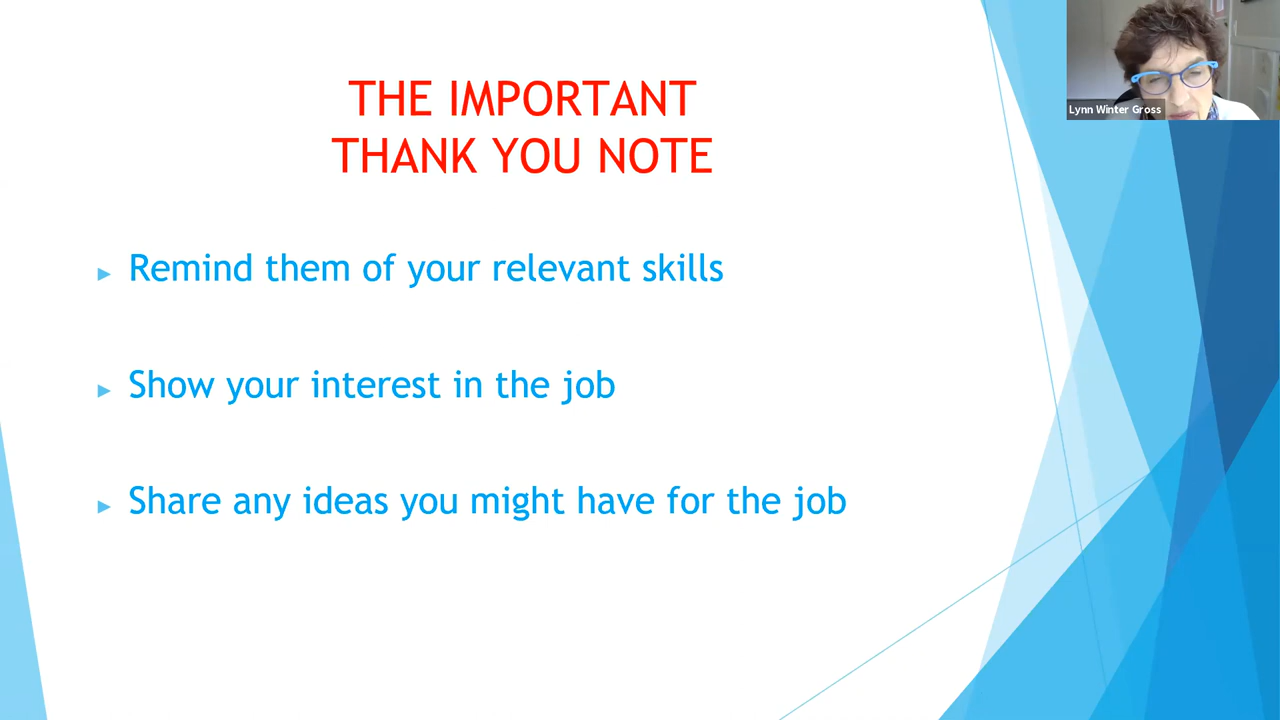 THE IMPORTANT
THANK YOU NOTE
Remind them of your relevant skills
Show your interest in the job
Share any ideas you might have for the job
Lynn Winter Gross